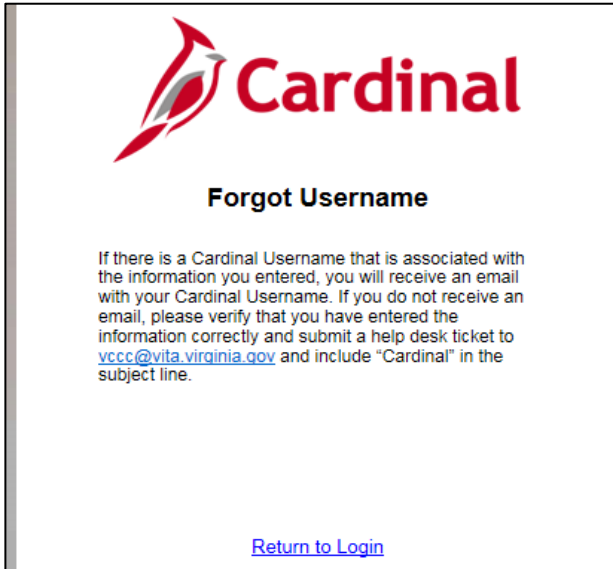 Cardinal
Forgot Username
If there is a Cardinal Username that is associated with
the information you entered, you will receive an email
with your Cardinal Username. If you do not receive an
email, please verify that you have entered the
information correctly and submit a help desk ticket to
vccc@vita.virginia.gov and include “Cardinal” in the
subject line.
Return to Login